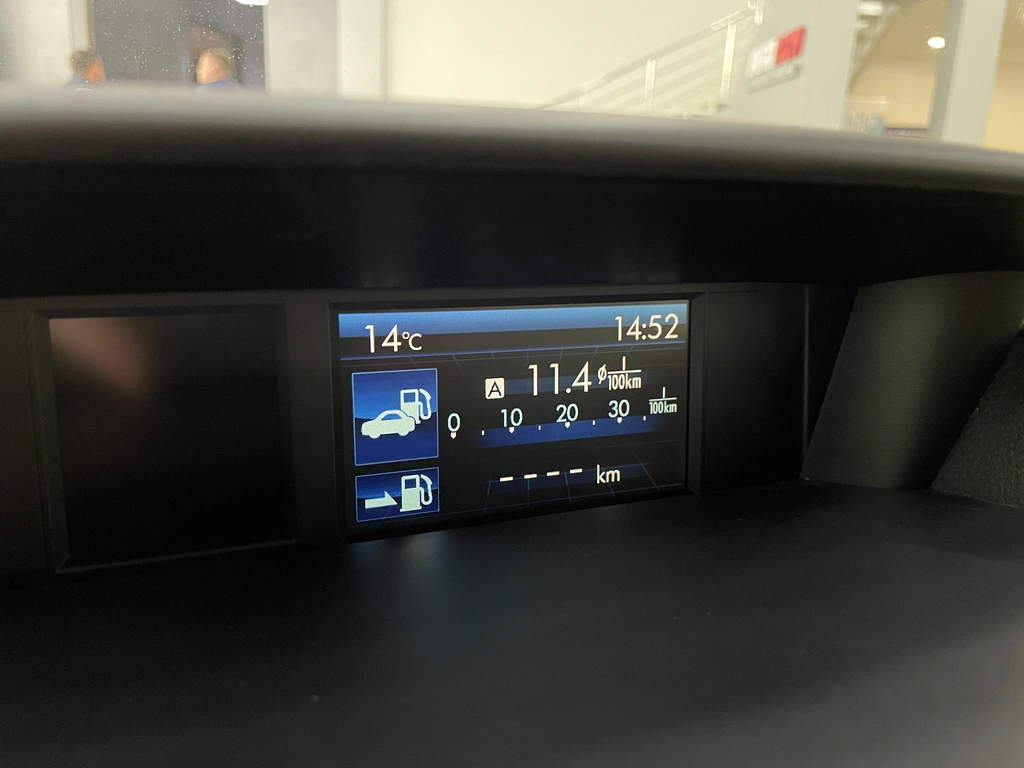 14°C 14:52
A 11.4 ø l/100km
0 10 20 30 l/100km
---- km